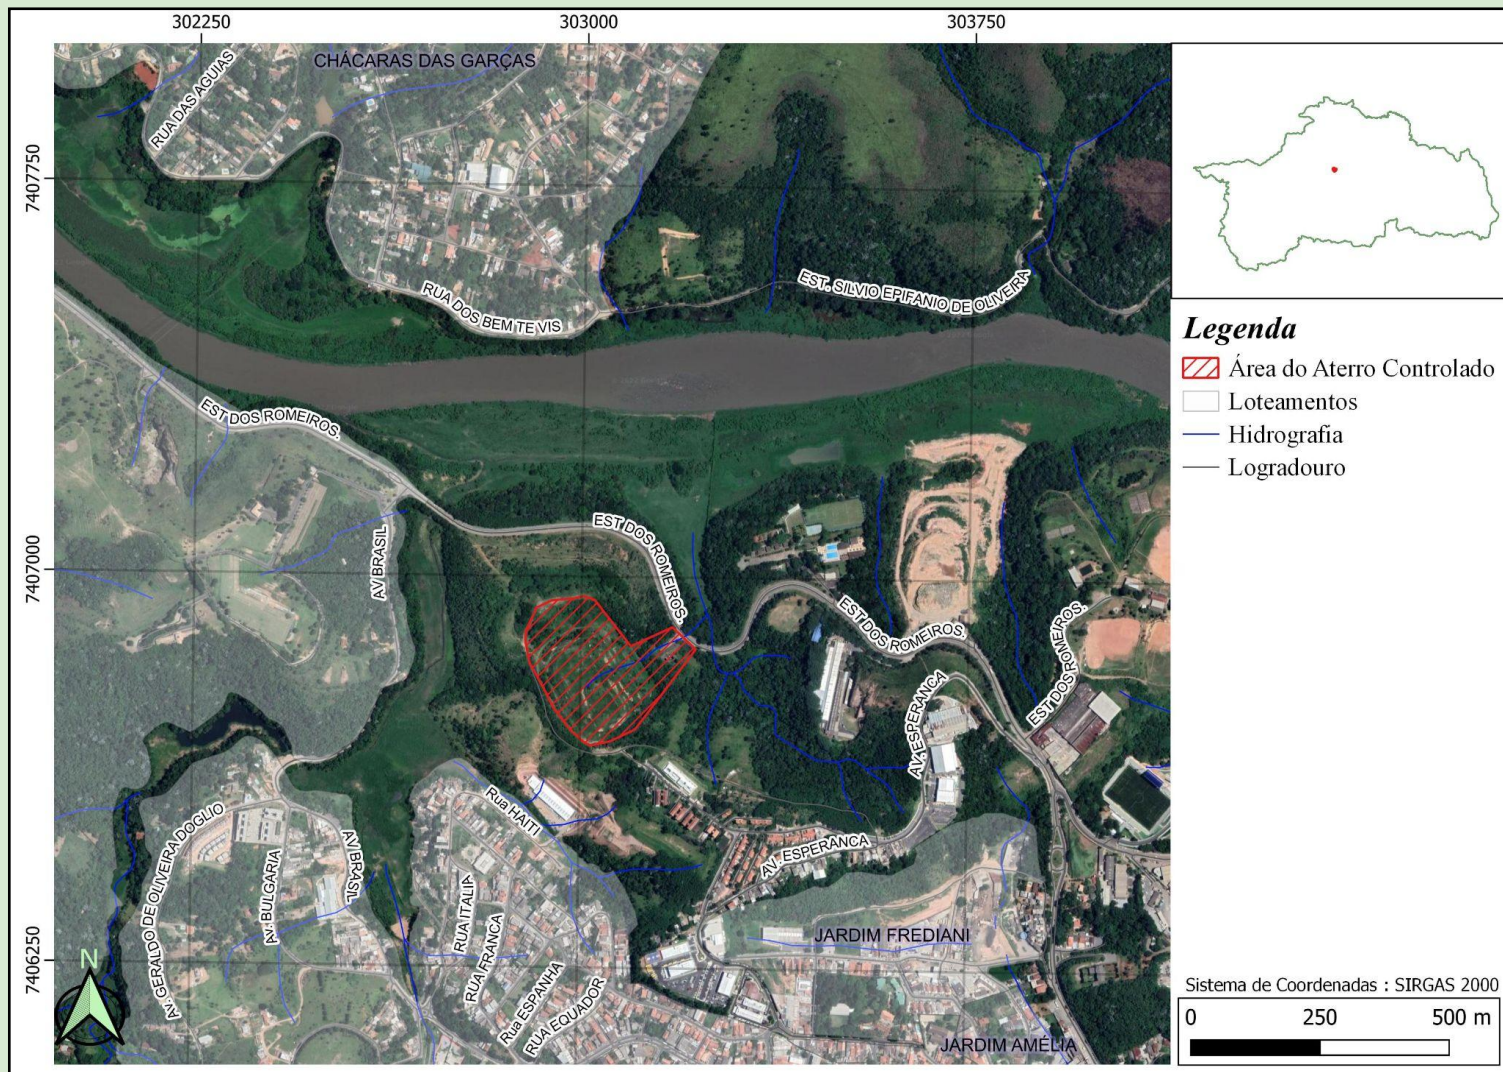 302250
303000
303750
7407750
7407000
7406250
CHÁCARAS DAS GARÇAS
RUA DAS AGUIAS
RUA DOS BEM TE VIS
EST. SILVIO EPIFANIO DE OLIVEIRA
EST DOS ROMEIROS.
EST DOS ROMEIROS.
AV BRASIL
EST DOS ROMEIROS.
EST DOS ROMEIROS.
AV. ESPERANCA
Rua HAITI
AV. GERALDO DE OLIVEIRA DOGLIO
AV. BULGARIA
AV BRASIL
RUA ITALIA
RUA FRANCA
Rua ESPANHA
RUA EQUADOR
AV. ESPERANCA
JARDIM FREDIANI
JARDIM AMÉLIA
N
Legenda
Área do Aterro Controlado
Loteamentos
Hidrografia
Logradouro
Sistema de Coordenadas : SIRGAS 2000
0 250 500 m